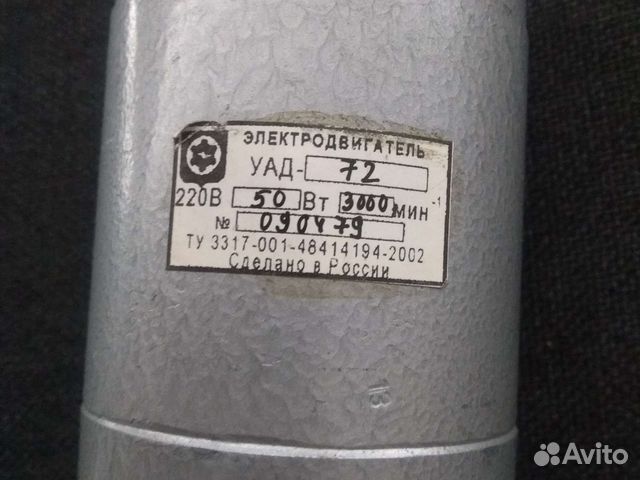 ЭЛЕКТРОДВИГАТЕЛЬ
УАД- 72
220В 50 Вт 3000 мин⁻¹
№ 090479
ТУ 3317-001-48414194-2002
Сделано в России
13
Avito